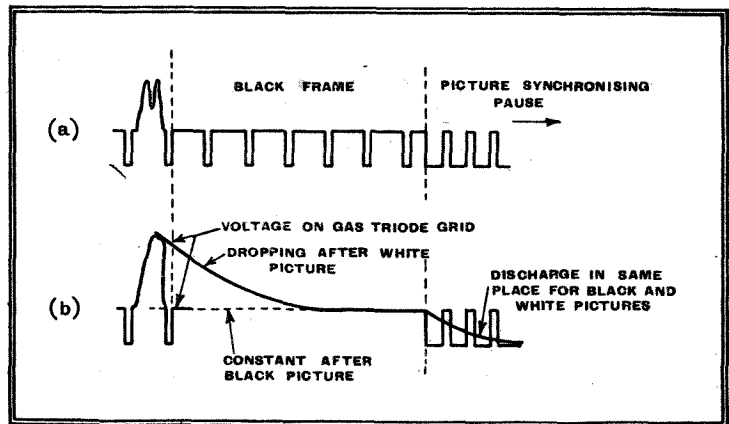 BLACK FRAME
PICTURE SYNCHRONISING
PAUSE
(a)
VOLTAGE ON GAS TRIODE GRID
DROPPING AFTER WHITE
PICTURE
DISCHARGE IN SAME
PLACE FOR BLACK AND
WHITE PICTURES
(b)
CONSTANT AFTER
BLACK PICTURE